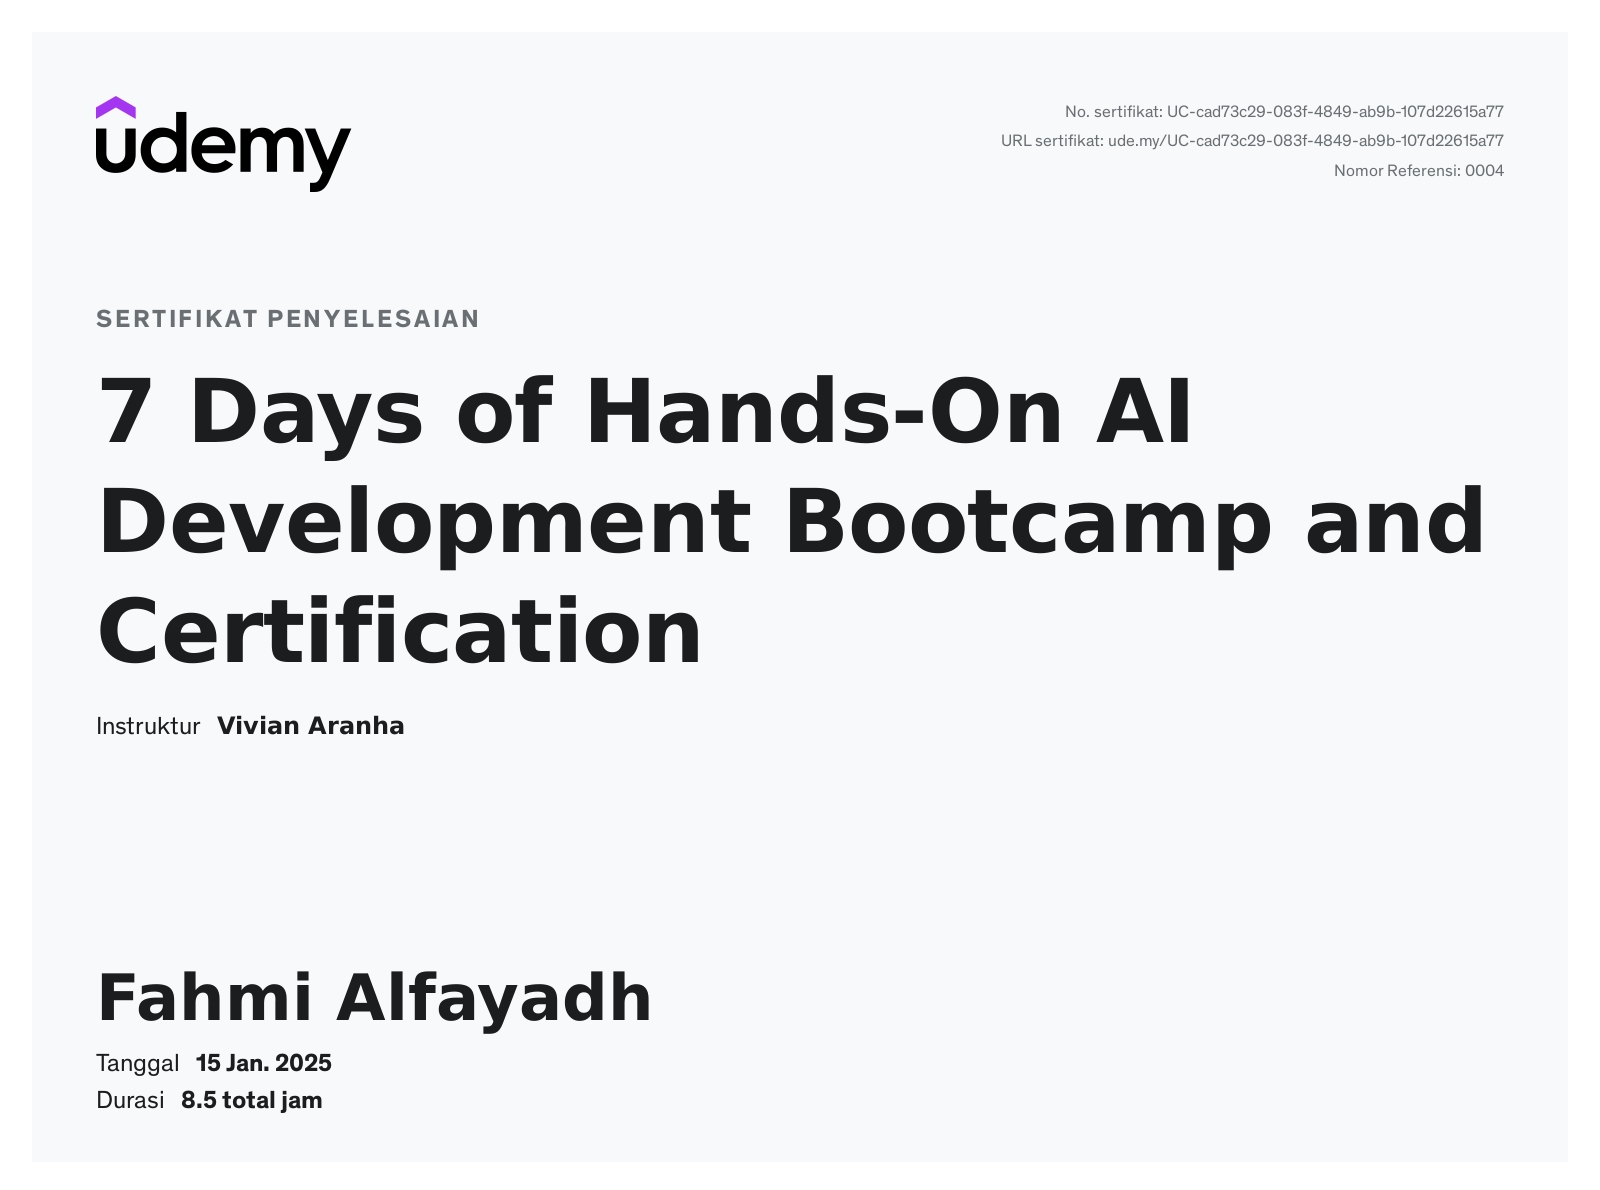 udemy
No. sertifikat: UC-cad73c29-083f-4849-ab9b-107d22615a77
URL sertifikat: ude.my/UC-cad73c29-083f-4849-ab9b-107d22615a77
Nomor Referensi: 0004
SERTIFIKAT PENYELESAIAN
7 Days of Hands-On AI
Development Bootcamp and
Certification
Instruktur Vivian Aranha
Fahmi Alfayadh
Tanggal 15 Jan. 2025
Durasi 8.5 total jam